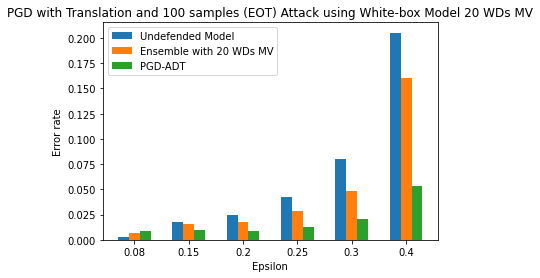 PGD with Translation and 100 samples (EOT) Attack using White-box Model 20 WDs MV
Undefended Model
Ensemble with 20 WDs MV
PGD-ADT
0.200
0.175
0.150
0.125
0.100
0.075
0.050
0.025
0.000
Error rate
0.08 0.15 0.2 0.25 0.3 0.4
Epsilon